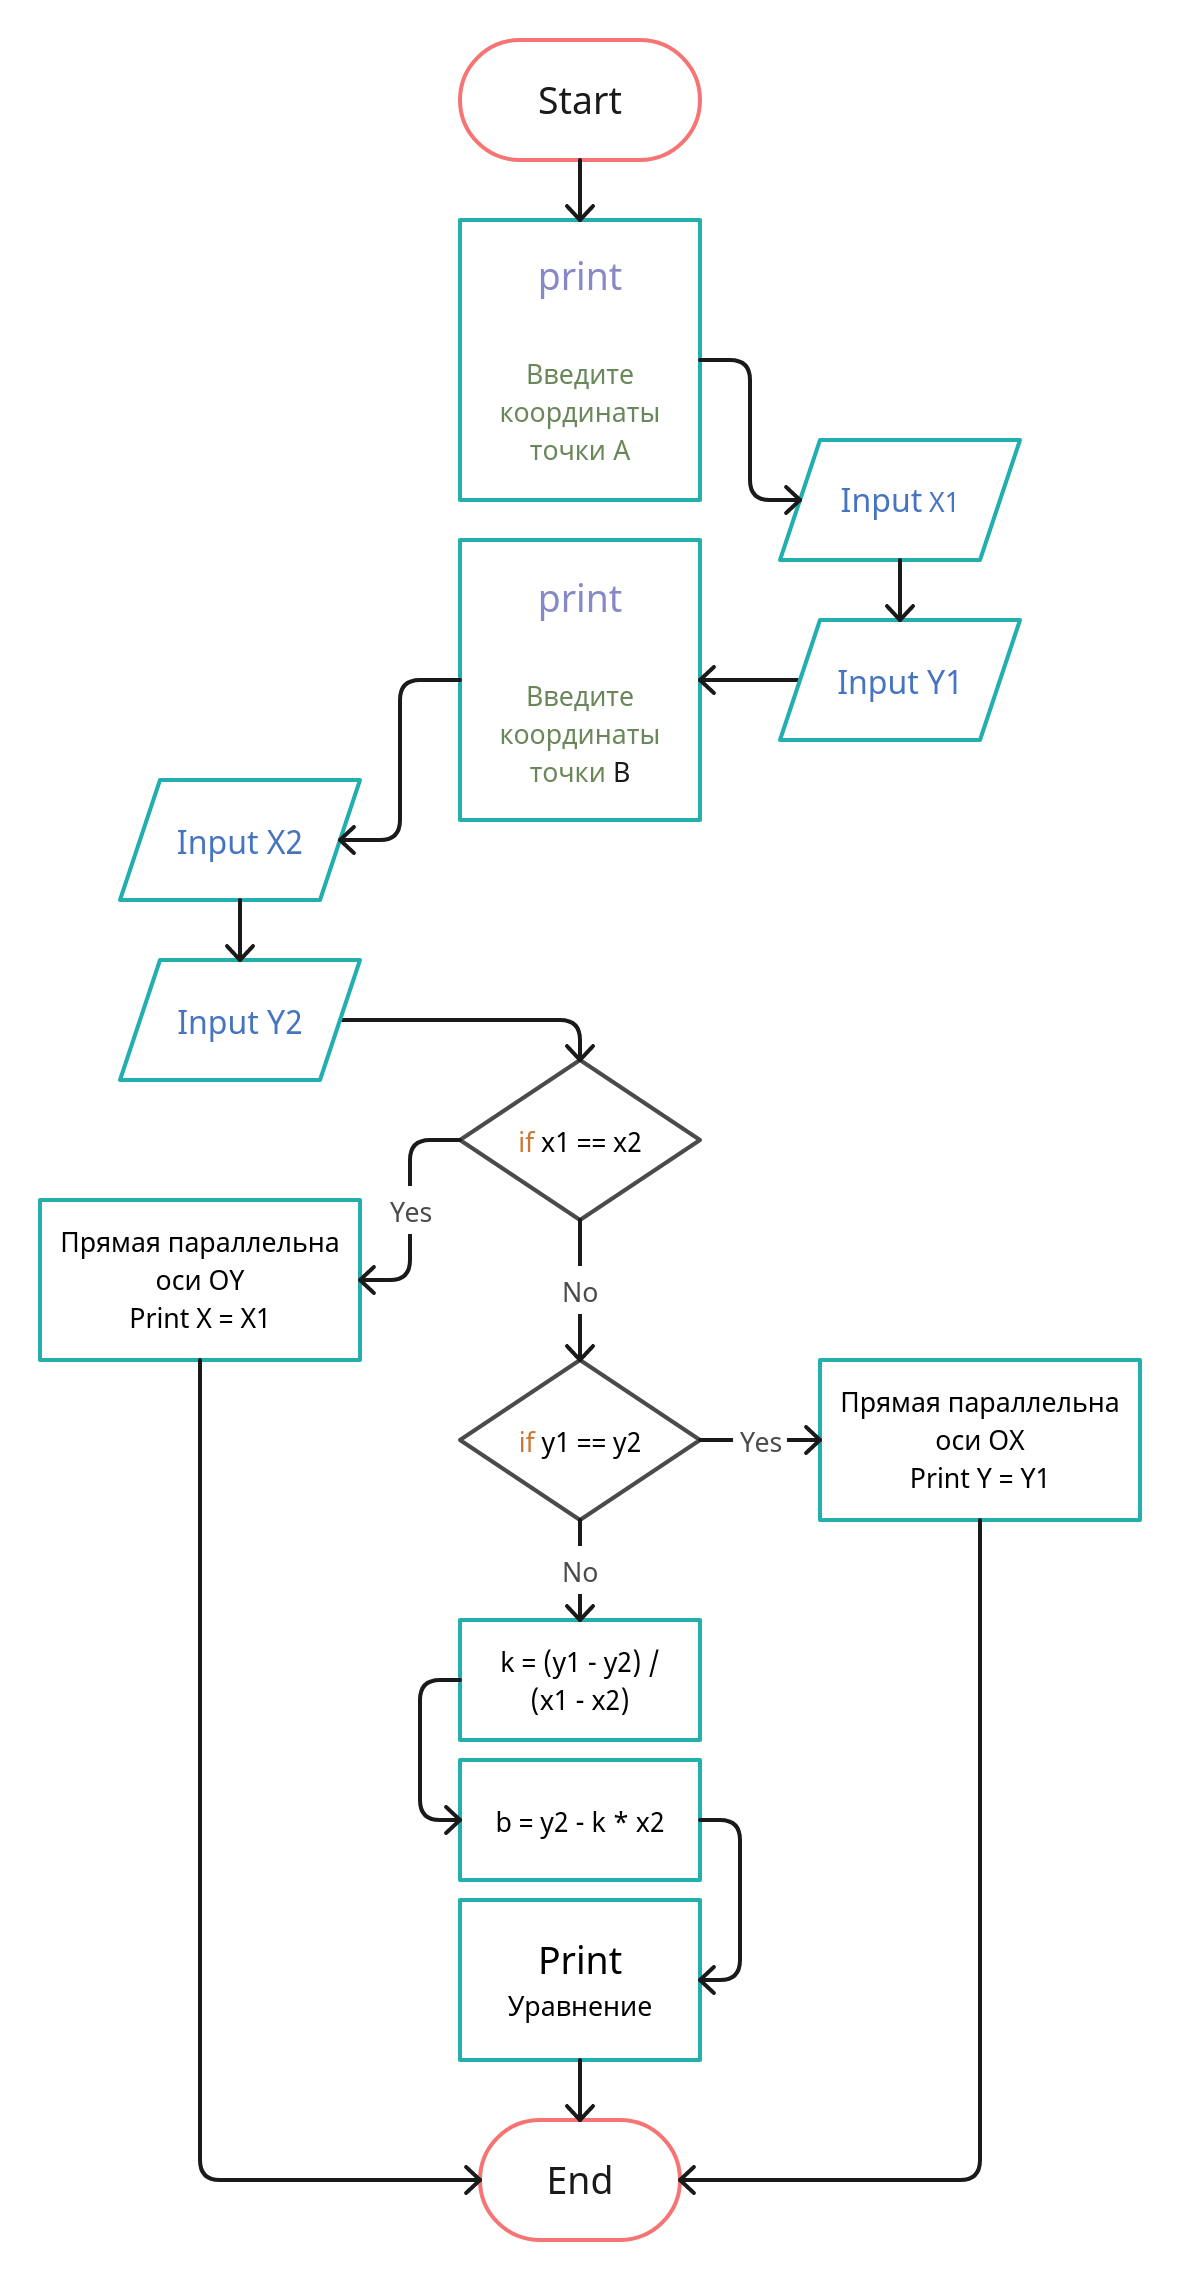 Start
print
Введите
координаты
точки А
Input X1
Input Y1
print
Введите
координаты
точки B
Input X2
Input Y2
if x1 == x2
Yes
No
Прямая параллельна
оси OY
Print X = X1
if y1 == y2
Yes
No
Прямая параллельна
оси OX
Print Y = Y1
k = (y1 - y2) /
(x1 - x2)
b = y2 - k * x2
Print
Уравнение
End